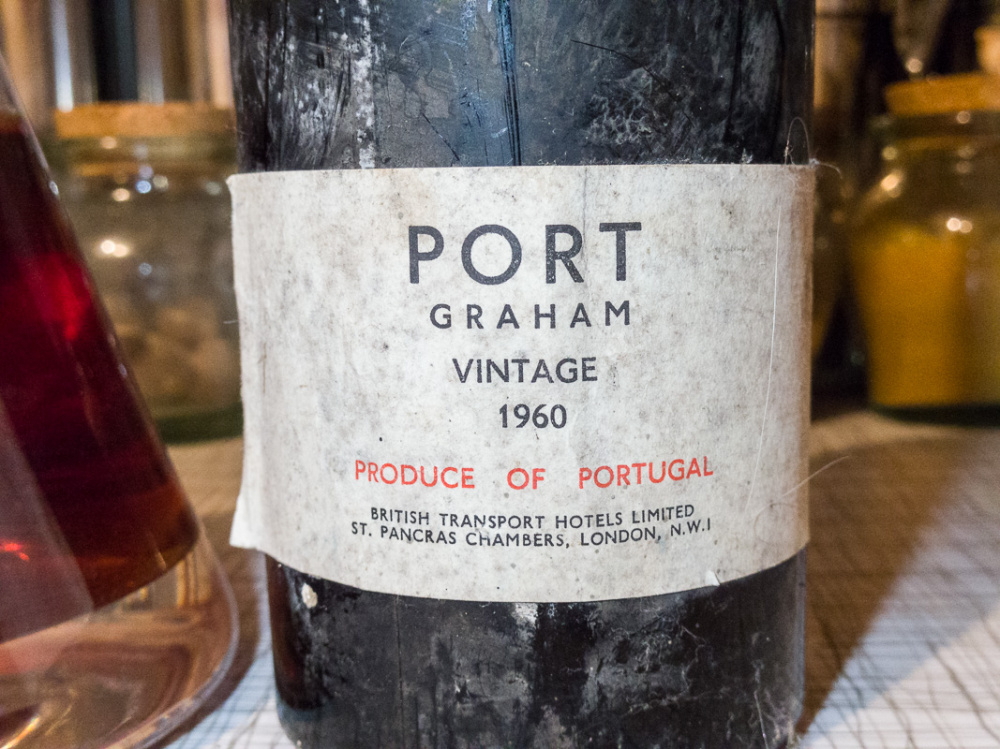 PORT
GRAHAM
VINTAGE
1960
PRODUCE OF PORTUGAL
BRITISH TRANSPORT HOTELS LIMITED
ST. PANCRAS CHAMBERS, LONDON, N.W.1